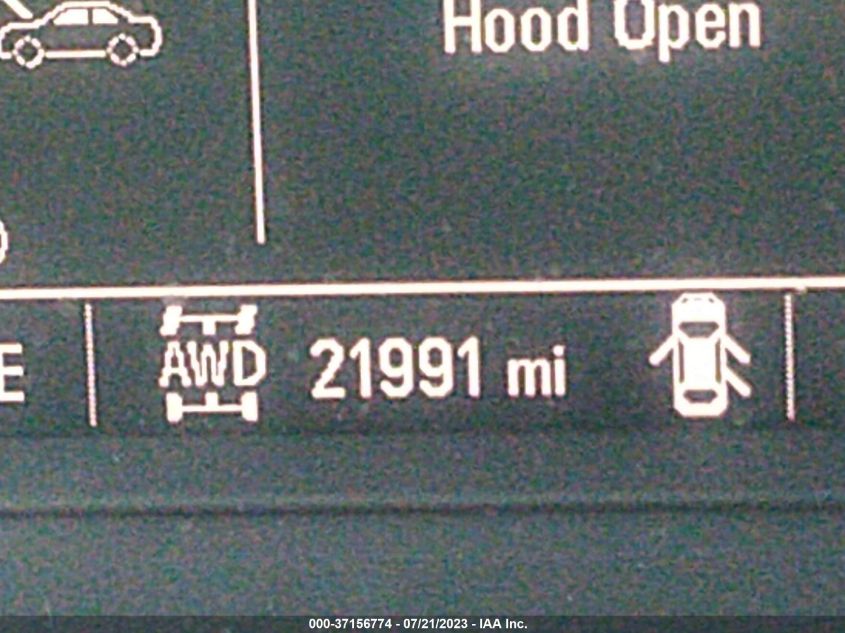 Hood Open
E
AWD 21991 mi
000-37156774 - 07/21/2023 - IAA Inc.